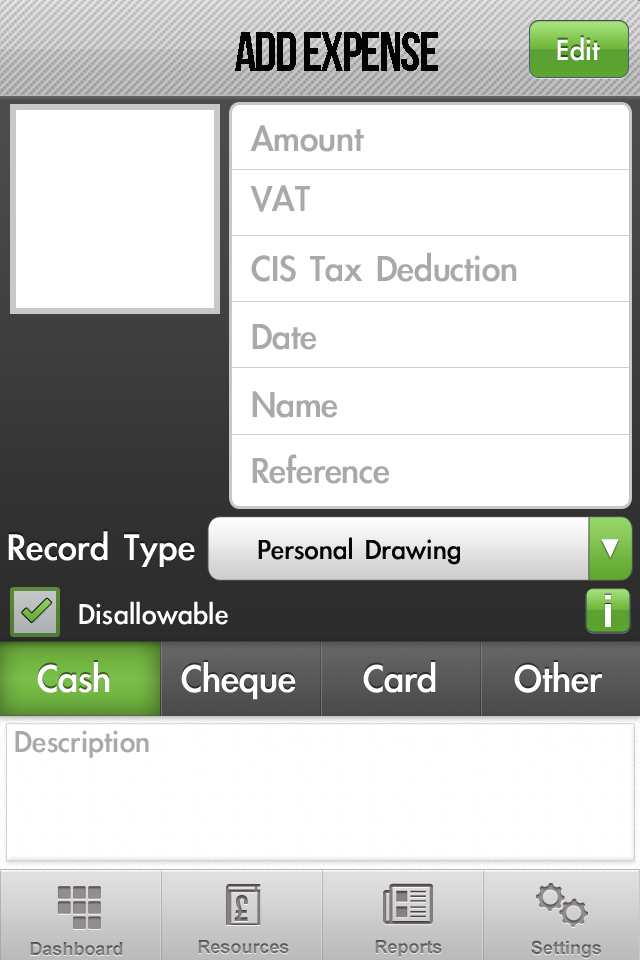 ADD EXPENSE
Edit
Amount
VAT
CIS Tax Deduction
Date
Name
Reference
Record Type
Personal Drawing
Disallowable
i
Cash
Cheque
Card
Other
Description
£
Dashboard
Resources
Reports
Settings